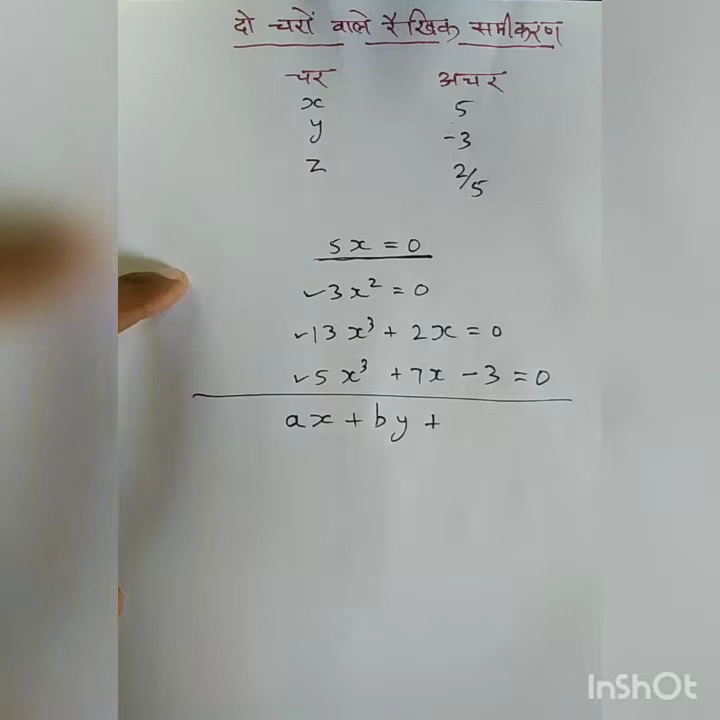 दो चरों वाले रैखिक समीकरण
चर अचर
x 5
y -3
z 2/5
5x = 0
✓3x² = 0
✓13x³ + 2x = 0
✓5x³ + 7x - 3 = 0
ax + by +
InShOt